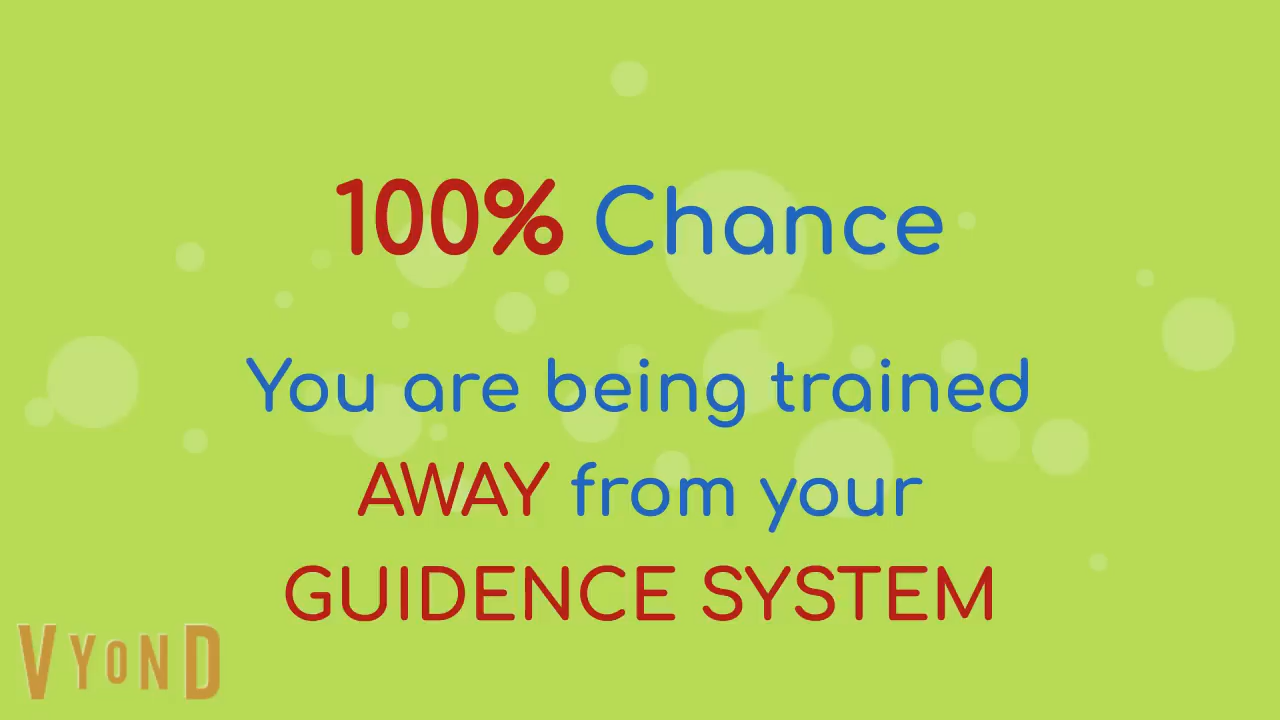 100% Chance
You are being trained
AWAY from your
GUIDENCE SYSTEM
VYOND